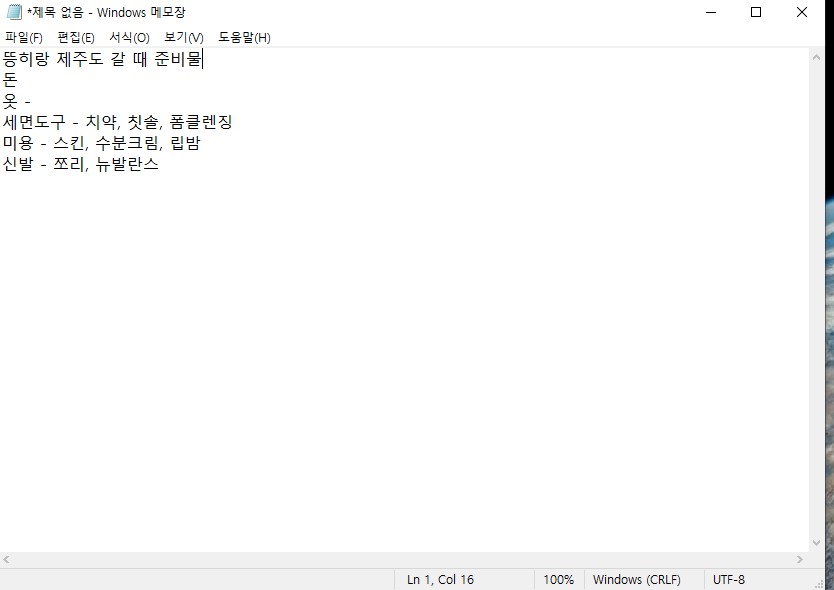 *제목 없음 - Windows 메모장
파일(F) 편집(E) 서식(O) 보기(V) 도움말(H)
뜽히랑 제주도 갈 때 준비물
돈
옷 -
세면도구 - 치약, 칫솔, 폼클렌징
미용 - 스킨, 수분크림, 립밤
신발 - 쪼리, 뉴발란스
Ln 1, Col 16 100% Windows (CRLF) UTF-8